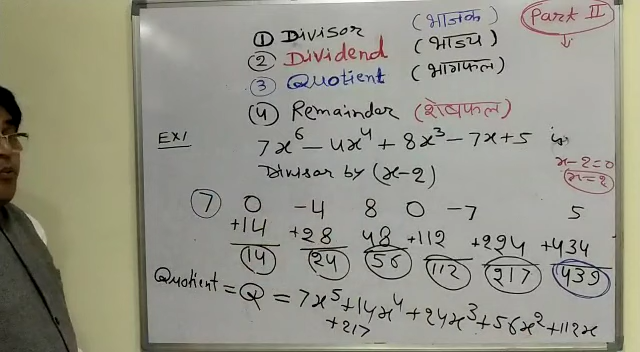 ① Divisor (भाजक) Part II
② Dividend (भाज्य) ↓
③ Quotient (भागफल)
④ Remainder (शेषफल)
EX1 7x⁶ - 4x⁴ + 8x³ - 7x + 5 is
Divisor by (x-2) x-2=0
x=2
7 0 -4 8 0 -7 5
+14 +28 48 +112 +224 +434
14 24 56 112 217 439
Quotient = Q = 7x⁵ + 14x⁴ + 24x³ + 56x² + 112x
+217